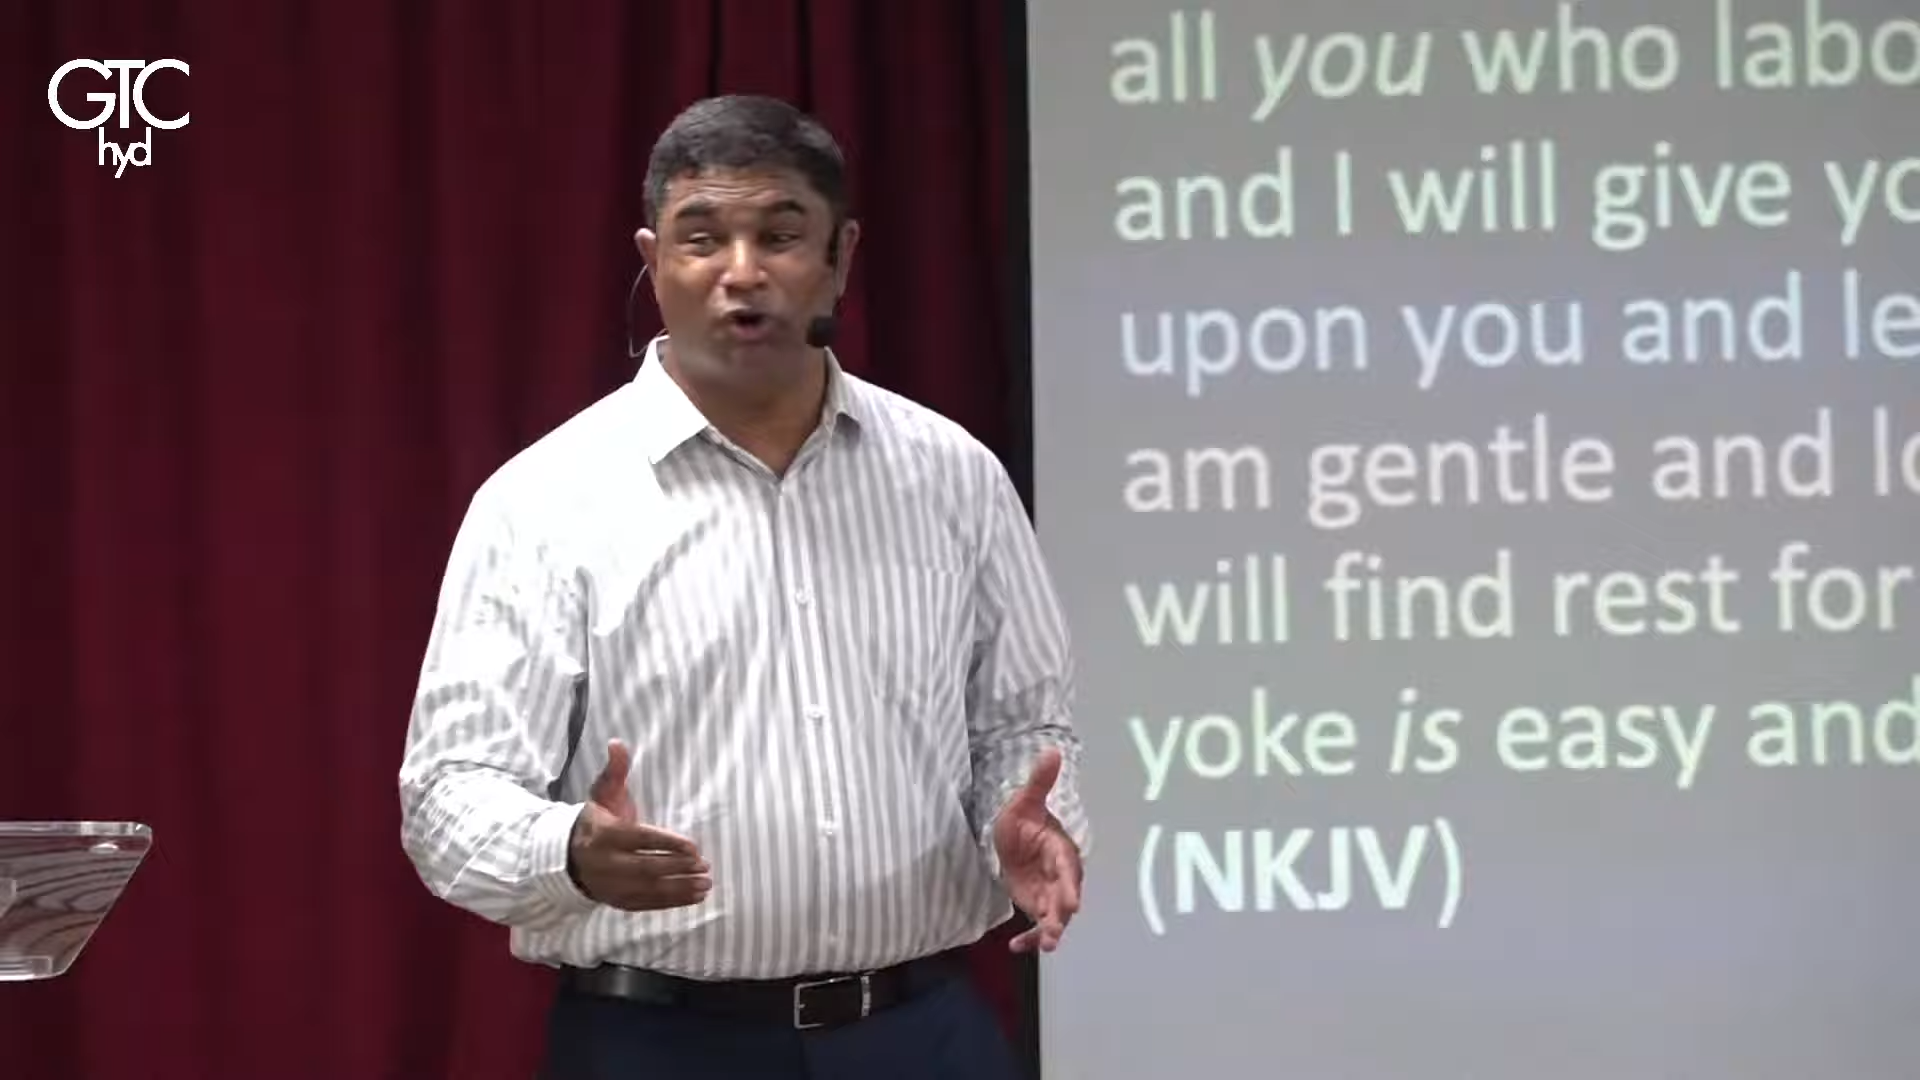 GTC
hyd
all you who labo
and I will give yo
upon you and le
am gentle and lo
will find rest for
yoke is easy and
(NKJV)